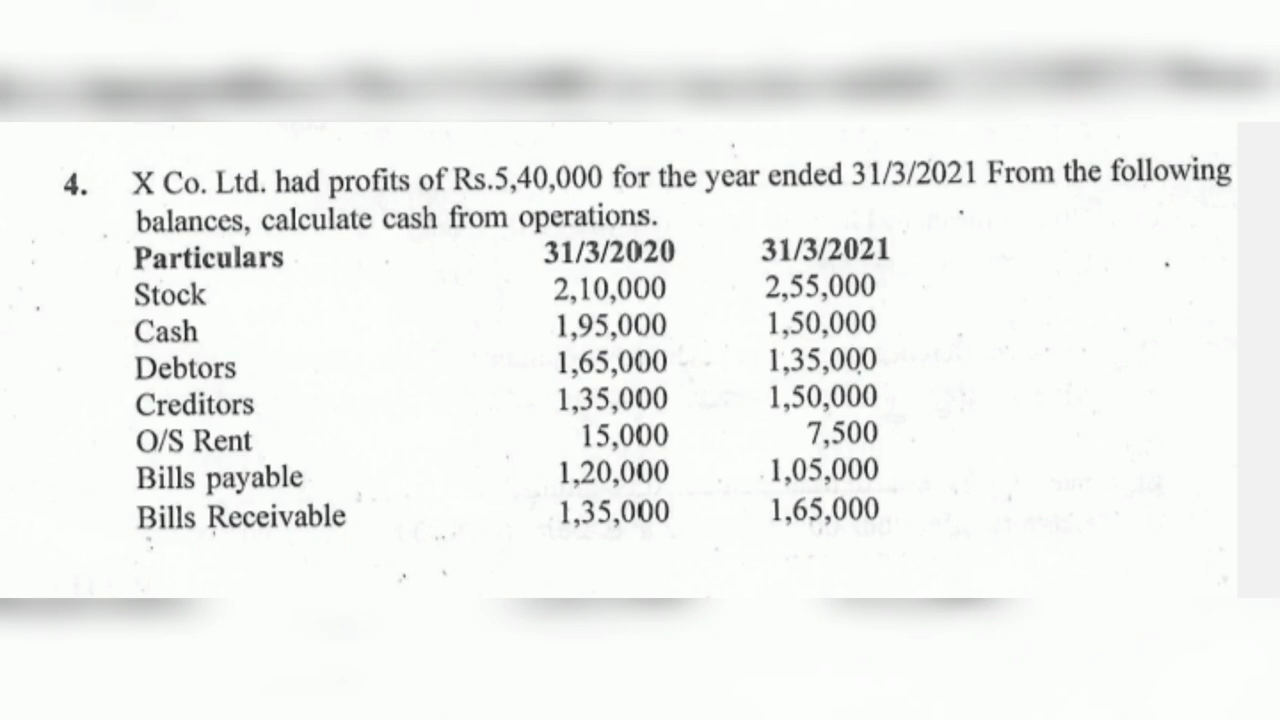 4. X Co. Ltd. had profits of Rs.5,40,000 for the year ended 31/3/2021 From the following
balances, calculate cash from operations.
Particulars 31/3/2020 31/3/2021
Stock 2,10,000 2,55,000
Cash 1,95,000 1,50,000
Debtors 1,65,000 1,35,000
Creditors 1,35,000 1,50,000
O/S Rent 15,000 7,500
Bills payable 1,20,000 1,05,000
Bills Receivable 1,35,000 1,65,000